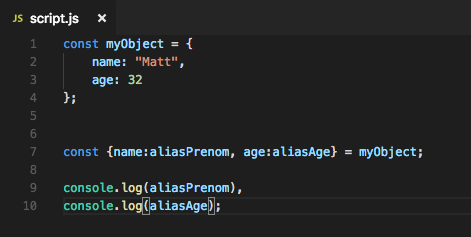 JS script.js ×
1 const myObject = {
2 name: "Matt",
3 age: 32
4 };
5
6
7 const {name:aliasPrenom, age:aliasAge} = myObject;
8
9 console.log(aliasPrenom),
10 console.log(aliasAge);